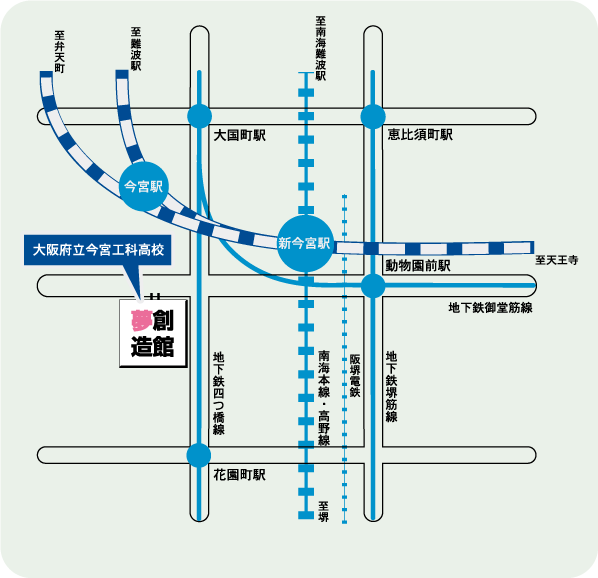 至弁天町
至難波駅
至南海難波駅
大国町駅
恵比須町駅
今宮駅
大阪府立今宮工科高校
新今宮駅
動物園前駅
至天王寺
地下鉄御堂筋線
夢創
造館
地下鉄四つ橋線
南海本線・高野線
阪堺電鉄
地下鉄堺筋線
花園町駅
至堺